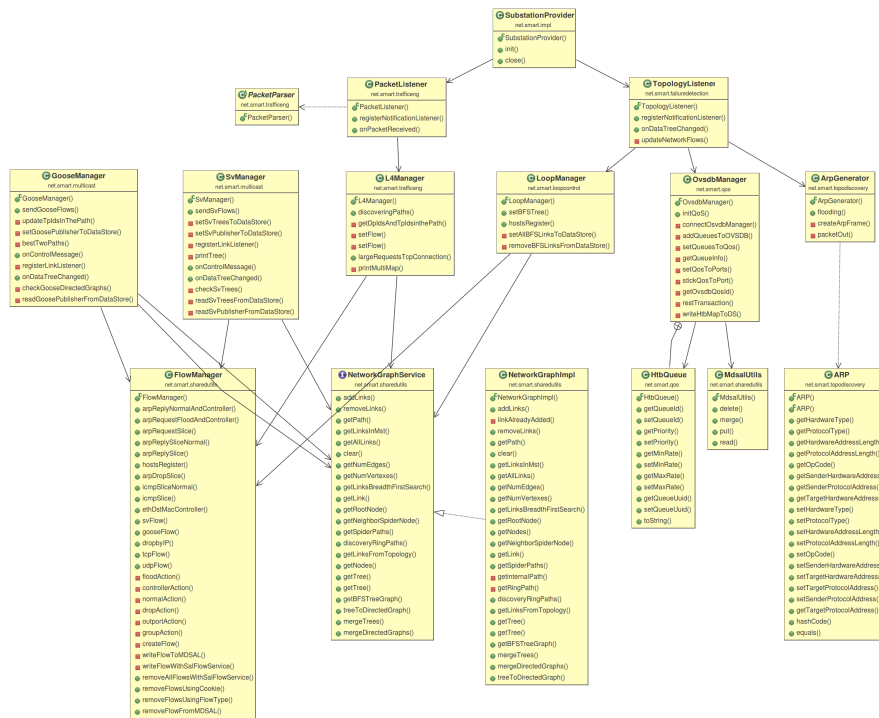 SubstationProvider
net.smart.impl
SubstationProvider()
init()
close()
PacketParser
net.smart.trafficeng
PacketParser()
PacketListener
net.smart.trafficeng
PacketListener()
registerNotificationListener()
onPacketReceived()
TopologyListener
net.smart.failuredetection
TopologyListener()
registerNotificationListener()
onDataTreeChanged()
updateNetworkFlows()
GooseManager
net.smart.multicast
GooseManager()
sendGooseFlows()
updateTpIdsInThePath()
setGoosePublisherToDataStore()
bestTwoPaths()
onControlMessage()
registerLinkListener()
onDataTreeChanged()
checkGooseDirectedGraphs()
readGoosePublisherFromDataStore()
SvManager
net.smart.multicast
SvManager()
sendSvFlows()
setSvTreesToDataStore()
setSvPublisherToDataStore()
registerLinkListener()
printTree()
onControlMessage()
onDataTreeChanged()
checkSvTrees()
readSvTreesFromDataStore()
readSvPublisherFromDataStore()
L4Manager
net.smart.trafficeng
L4Manager()
discoveringPaths()
getDpIdsAndTpIdsinthePath()
setFlow()
setFlow()
largeRequestsTcpConnection()
printMultiMap()
LoopManager
net.smart.loopcontrol
LoopManager()
setBFSTree()
hostsRegister()
setAllBFSLinksToDataStore()
removeBFSLinksFromDataStore()
OvsdbManager
net.smart.qos
OvsdbManager()
initQoS()
connectOvsdbManager()
addQueuesToOVSDB()
setQueuesToQos()
getQueueInfo()
setQosToPorts()
stickQosToPort()
getOvsdbQosId()
restTransaction()
writeHtbMapToDS()
ArpGenerator
net.smart.topodiscovery
ArpGenerator()
flooding()
createArpFrame()
packetOut()
FlowManager
net.smart.sharedutils
FlowManager()
arpReplyNormalAndController()
arpRequestFloodAndController()
arpRequestSlice()
arpReplySliceNormal()
arpReplySlice()
hostsRegister()
arpDropSlice()
icmpSliceNormal()
icmpSlice()
ethDstMacController()
svFlow()
gooseFlow()
dropbyIP()
tcpFlow()
udpFlow()
floodAction()
controllerAction()
normalAction()
dropAction()
outportAction()
groupAction()
createFlow()
writeFlowToMDSAL()
writeFlowWithSalFlowService()
removeAllFlowsWithSalFlowService()
removeFlowsUsingCookie()
removeFlowsUsingFlowType()
removeFlowFromMDSAL()
NetworkGraphService
net.smart.sharedutils
addLinks()
removeLinks()
getPath()
getLinksInMst()
getAllLinks()
clear()
getNumEdges()
getNumVertexes()
getLinksBreadthFirstSearch()
getLink()
getRootNode()
getNeighborSpiderNode()
getSpiderPaths()
discoveryRingPaths()
getLinksFromTopology()
getNodes()
getTree()
getTree()
getBFSTreeGraph()
treeToDirectedGraph()
mergeTrees()
mergeDirectedGraphs()
NetworkGraphImpl
net.smart.sharedutils
NetworkGraphImpl()
addLinks()
linkAlreadyAdded()
removeLinks()
getPath()
clear()
getLinksInMst()
getAllLinks()
getNumEdges()
getNumVertexes()
getLinksBreadthFirstSearch()
getRootNode()
getNodes()
getNeighborSpiderNode()
getLink()
getSpiderPaths()
getinternalPath()
getRingPath()
discoveryRingPaths()
getLinksFromTopology()
getTree()
getTree()
getBFSTreeGraph()
mergeTrees()
mergeDirectedGraphs()
treeToDirectedGraph()
HtbQueue
net.smart.qos
HtbQueue()
getQueueId()
setQueueId()
getPriority()
setPriority()
getMinRate()
setMinRate()
getMaxRate()
setMaxRate()
getQueueUuid()
setQueueUuid()
toString()
MdsalUtils
net.smart.sharedutils
MdsalUtils()
delete()
merge()
put()
read()
ARP
net.smart.topodiscovery
ARP()
ARP()
getHardwareType()
getProtocolType()
getHardwareAddressLength()
getProtocolAddressLength()
getOpCode()
getSenderHardwareAddress
getSenderProtocolAddress(
getTargetHardwareAddress
setHardwareType()
setProtocolType()
setHardwareAddressLength()
setProtocolAddressLength()
setOpCode()
setSenderHardwareAddress
setTargetHardwareAddress(
setTargetProtocolAddress()
setSenderProtocolAddress(
getTargetProtocolAddress()
hashCode()
equals()